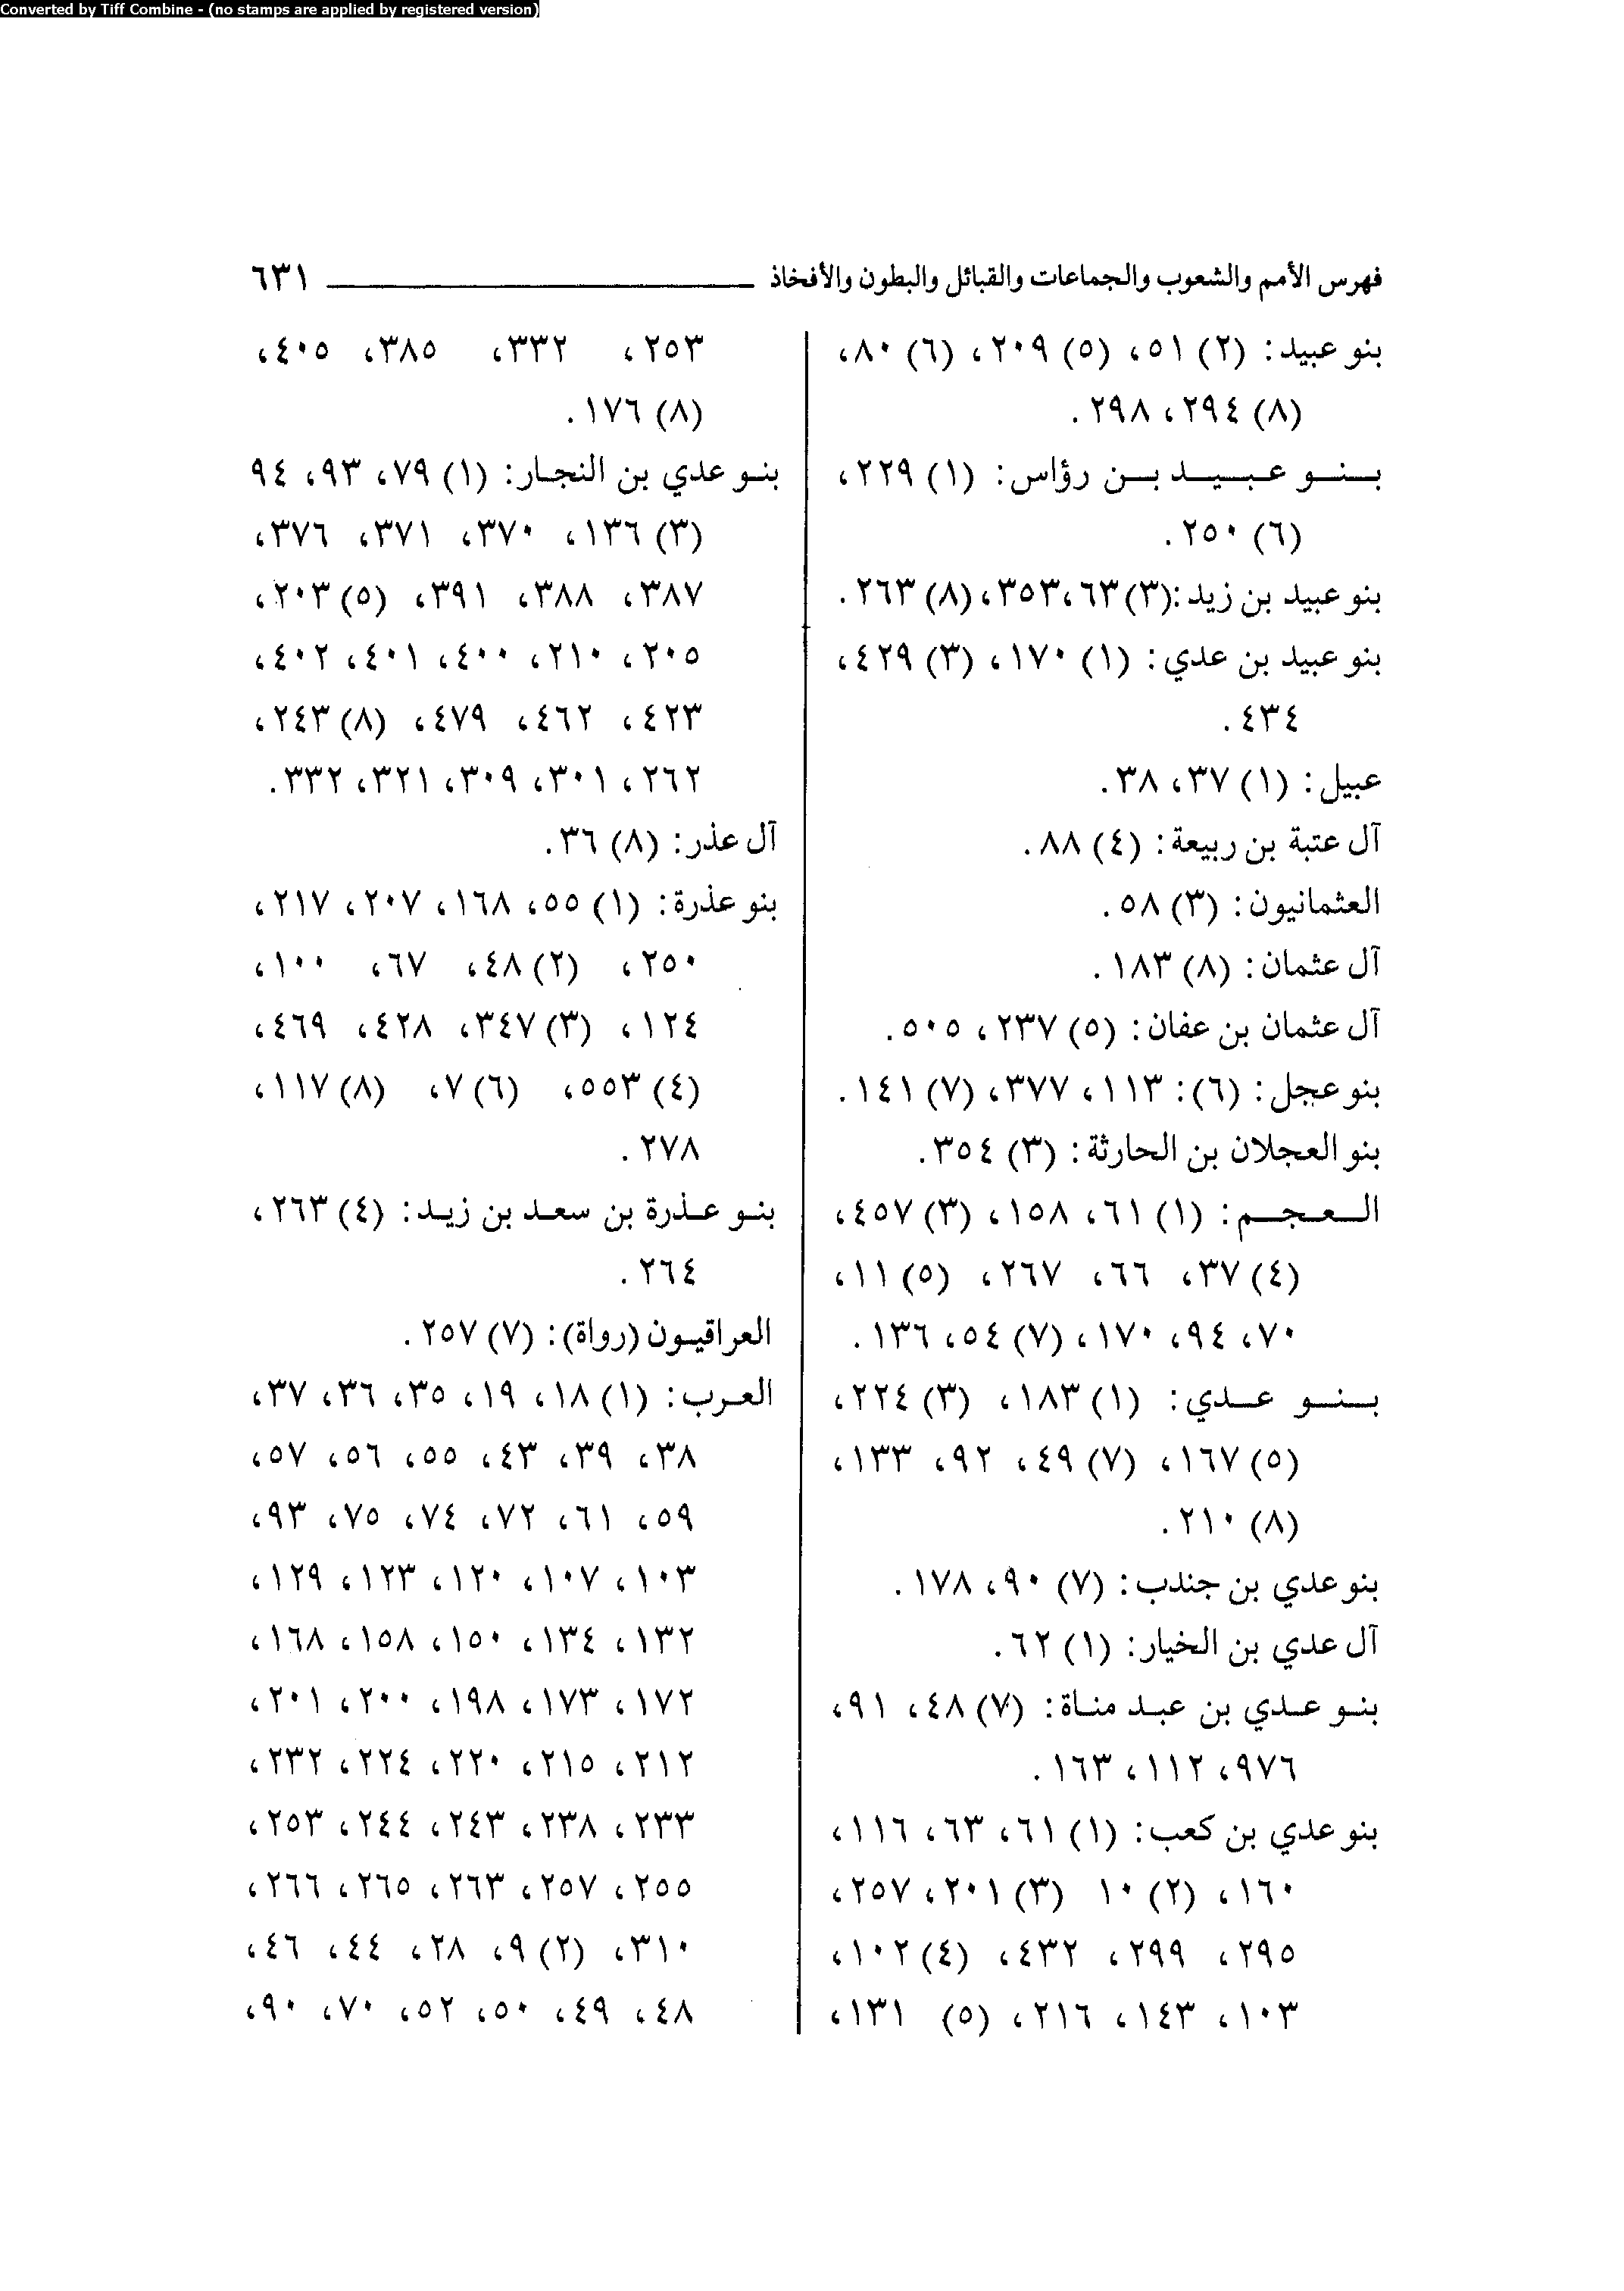 Converted by Tiff Combine - (no stamps are applied by registered version)
فهرس الأمم والشعوب والجماعات والقبائل والبطون والأفخاذ ٦٣١
بنو عبيد: (٢) ٥١، (٥) ٢٠٩، (٦) ٨٠،
(٨) ٢٩٤، ٢٩٨.
بنو عبيد بن رؤاس: (١) ٢٢٩،
(٦) ٢٥٠.
بنو عبيد بن زيد: (٣) ٦٣، ٣٥٣، (٨) ٢٦٣.
بنو عبيد بن عدي: (١) ١٧٠، (٣) ٤٢٩،
٤٣٤.
عبيل: (١) ٣٧، ٣٨.
آل عتبة بن ربيعة: (٤) ٨٨.
العثمانيون: (٣) ٥٨.
آل عثمان: (٨) ١٨٣.
آل عثمان بن عفان: (٥) ٢٣٧، ٥٠٥.
بنو عجل: (٦): ١١٣، ٣٧٧، (٧) ١٤١.
بنو العجلان بن الحارثة: (٣) ٣٥٤.
العجم: (١) ٦١، ١٥٨، (٣) ٤٥٧،
(٤) ٣٧، ٦٦، ٢٦٧، (٥) ١١،
٧٠، ٩٤، ١٧٠، (٧) ٥٤، ١٣٦.
بنو عدي: (١) ١٨٣، (٣) ٢٢٤،
(٥) ١٦٧، (٧) ٤٩، ٩٢، ١٣٣،
(٨) ٢١٠.
بنو عدي بن جندب: (٧) ٩٠، ١٧٨.
آل عدي بن الخيار: (١) ٦٢.
بنو عدي بن عبد مناة: (٧) ٤٨، ٩١،
٩٧٦، ١١٢، ١٦٣.
بنو عدي بن كعب: (١) ٦١، ٦٣، ١١٦،
١٦٠، (٢) ١٠ (٣) ٢٠١، ٢٥٧،
٢٩٥، ٢٩٩، ٤٣٢، (٤) ١٠٢،
١٠٣، ١٤٣، ٢١٦، (٥) ١٣١،
٢٥٣، ٣٣٢، ٣٨٥، ٤٠٥،
(٨) ١٧٦.
بنو عدي بن النجار: (١) ٧٩، ٩٣، ٩٤
(٣) ١٣٦، ٣٧٠، ٣٧١، ٣٧٦،
٣٨٧، ٣٨٨، ٣٩١، (٥) ٢٠٣،
٢٠٥، ٢١٠، ٤٠٠، ٤٠١، ٤٠٢،
٤٢٣، ٤٦٢، ٤٧٩، (٨) ٢٤٣،
٢٦٢، ٣٠١، ٣٠٩، ٣٢١، ٣٣٢.
آل عذر: (٨) ٣٦.
بنو عذرة: (١) ٥٥، ١٦٨، ٢٠٧، ٢١٧،
٢٥٠، (٢) ٤٨، ٦٧، ١٠٠،
١٢٤، (٣) ٣٤٧، ٤٢٨، ٤٦٩،
(٤) ٥٥٣، (٦) ٧، (٨) ١١٧،
٢٧٨.
بنو عذرة بن سعد بن زيد: (٤) ٢٦٣،
٢٦٤.
العراقيون (رواة): (٧) ٢٥٧.
العرب: (١) ١٨، ١٩، ٣٥، ٣٦، ٣٧،
٣٨، ٣٩، ٤٣، ٥٥، ٥٦، ٥٧،
٥٩، ٦١، ٧٢، ٧٤، ٧٥، ٩٣،
١٠٣، ١٠٧، ١٢٠، ١٢٣، ١٢٩،
١٣٢، ١٣٤، ١٥٠، ١٥٨، ١٦٨،
١٧٢، ١٧٣، ١٩٨، ٢٠٠، ٢٠١،
٢١٢، ٢١٥، ٢٢٠، ٢٢٤، ٢٣٢،
٢٣٣، ٢٣٨، ٢٤٣، ٢٤٤، ٢٥٣،
٢٥٥، ٢٥٧، ٢٦٣، ٢٦٥، ٢٦٦،
٣١٠، (٢) ٩، ٢٨، ٤٤، ٤٦،
٤٨، ٤٩، ٥٠، ٥٢، ٧٠، ٩٠،